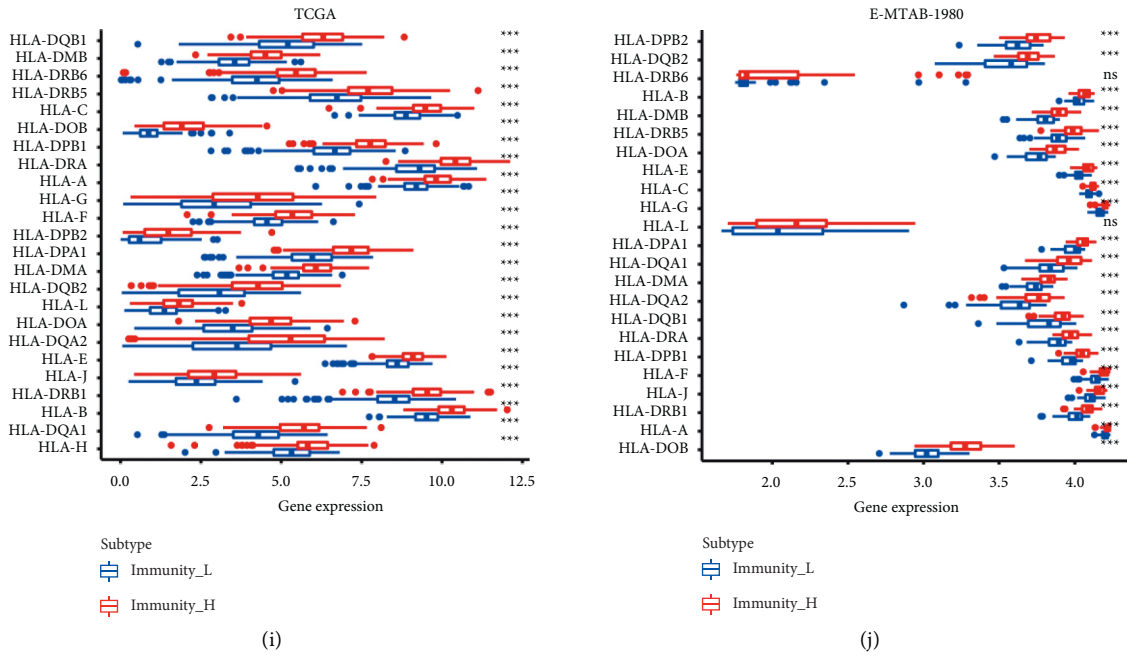 TCGA
HLA-DQB1 ***
HLA-DMB ***
HLA-DRB6 ***
HLA-DRB5 ***
HLA-C ***
HLA-DOB ***
HLA-DPB1 ***
HLA-DRA ***
HLA-A ***
HLA-G ***
HLA-F ***
HLA-DPB2 ***
HLA-DPA1 ***
HLA-DMA ***
HLA-DQB2 ***
HLA-L ***
HLA-DOA ***
HLA-DQA2 ***
HLA-E ***
HLA-J ***
HLA-DRB1 ***
HLA-B ***
HLA-DQA1 ***
HLA-H ***
0.0 2.5 5.0 7.5 10.0 12.5
Gene expression
Subtype
Immunity_L
Immunity_H
(i)
E-MTAB-1980
HLA-DPB2 ***
HLA-DQB2 ***
HLA-DRB6 ns
HLA-B ***
HLA-DMB ***
HLA-DRB5 ***
HLA-DOA ***
HLA-E ***
HLA-C ***
HLA-G ***
HLA-L ns
HLA-DPA1 ***
HLA-DQA1 ***
HLA-DMA ***
HLA-DQA2 ***
HLA-DQB1 ***
HLA-DRA ***
HLA-DPB1 ***
HLA-F ***
HLA-J ***
HLA-DRB1 ***
HLA-A ***
HLA-DOB ***
2.0 2.5 3.0 3.5 4.0
Gene expression
Subtype
Immunity_L
Immunity_H
(j)